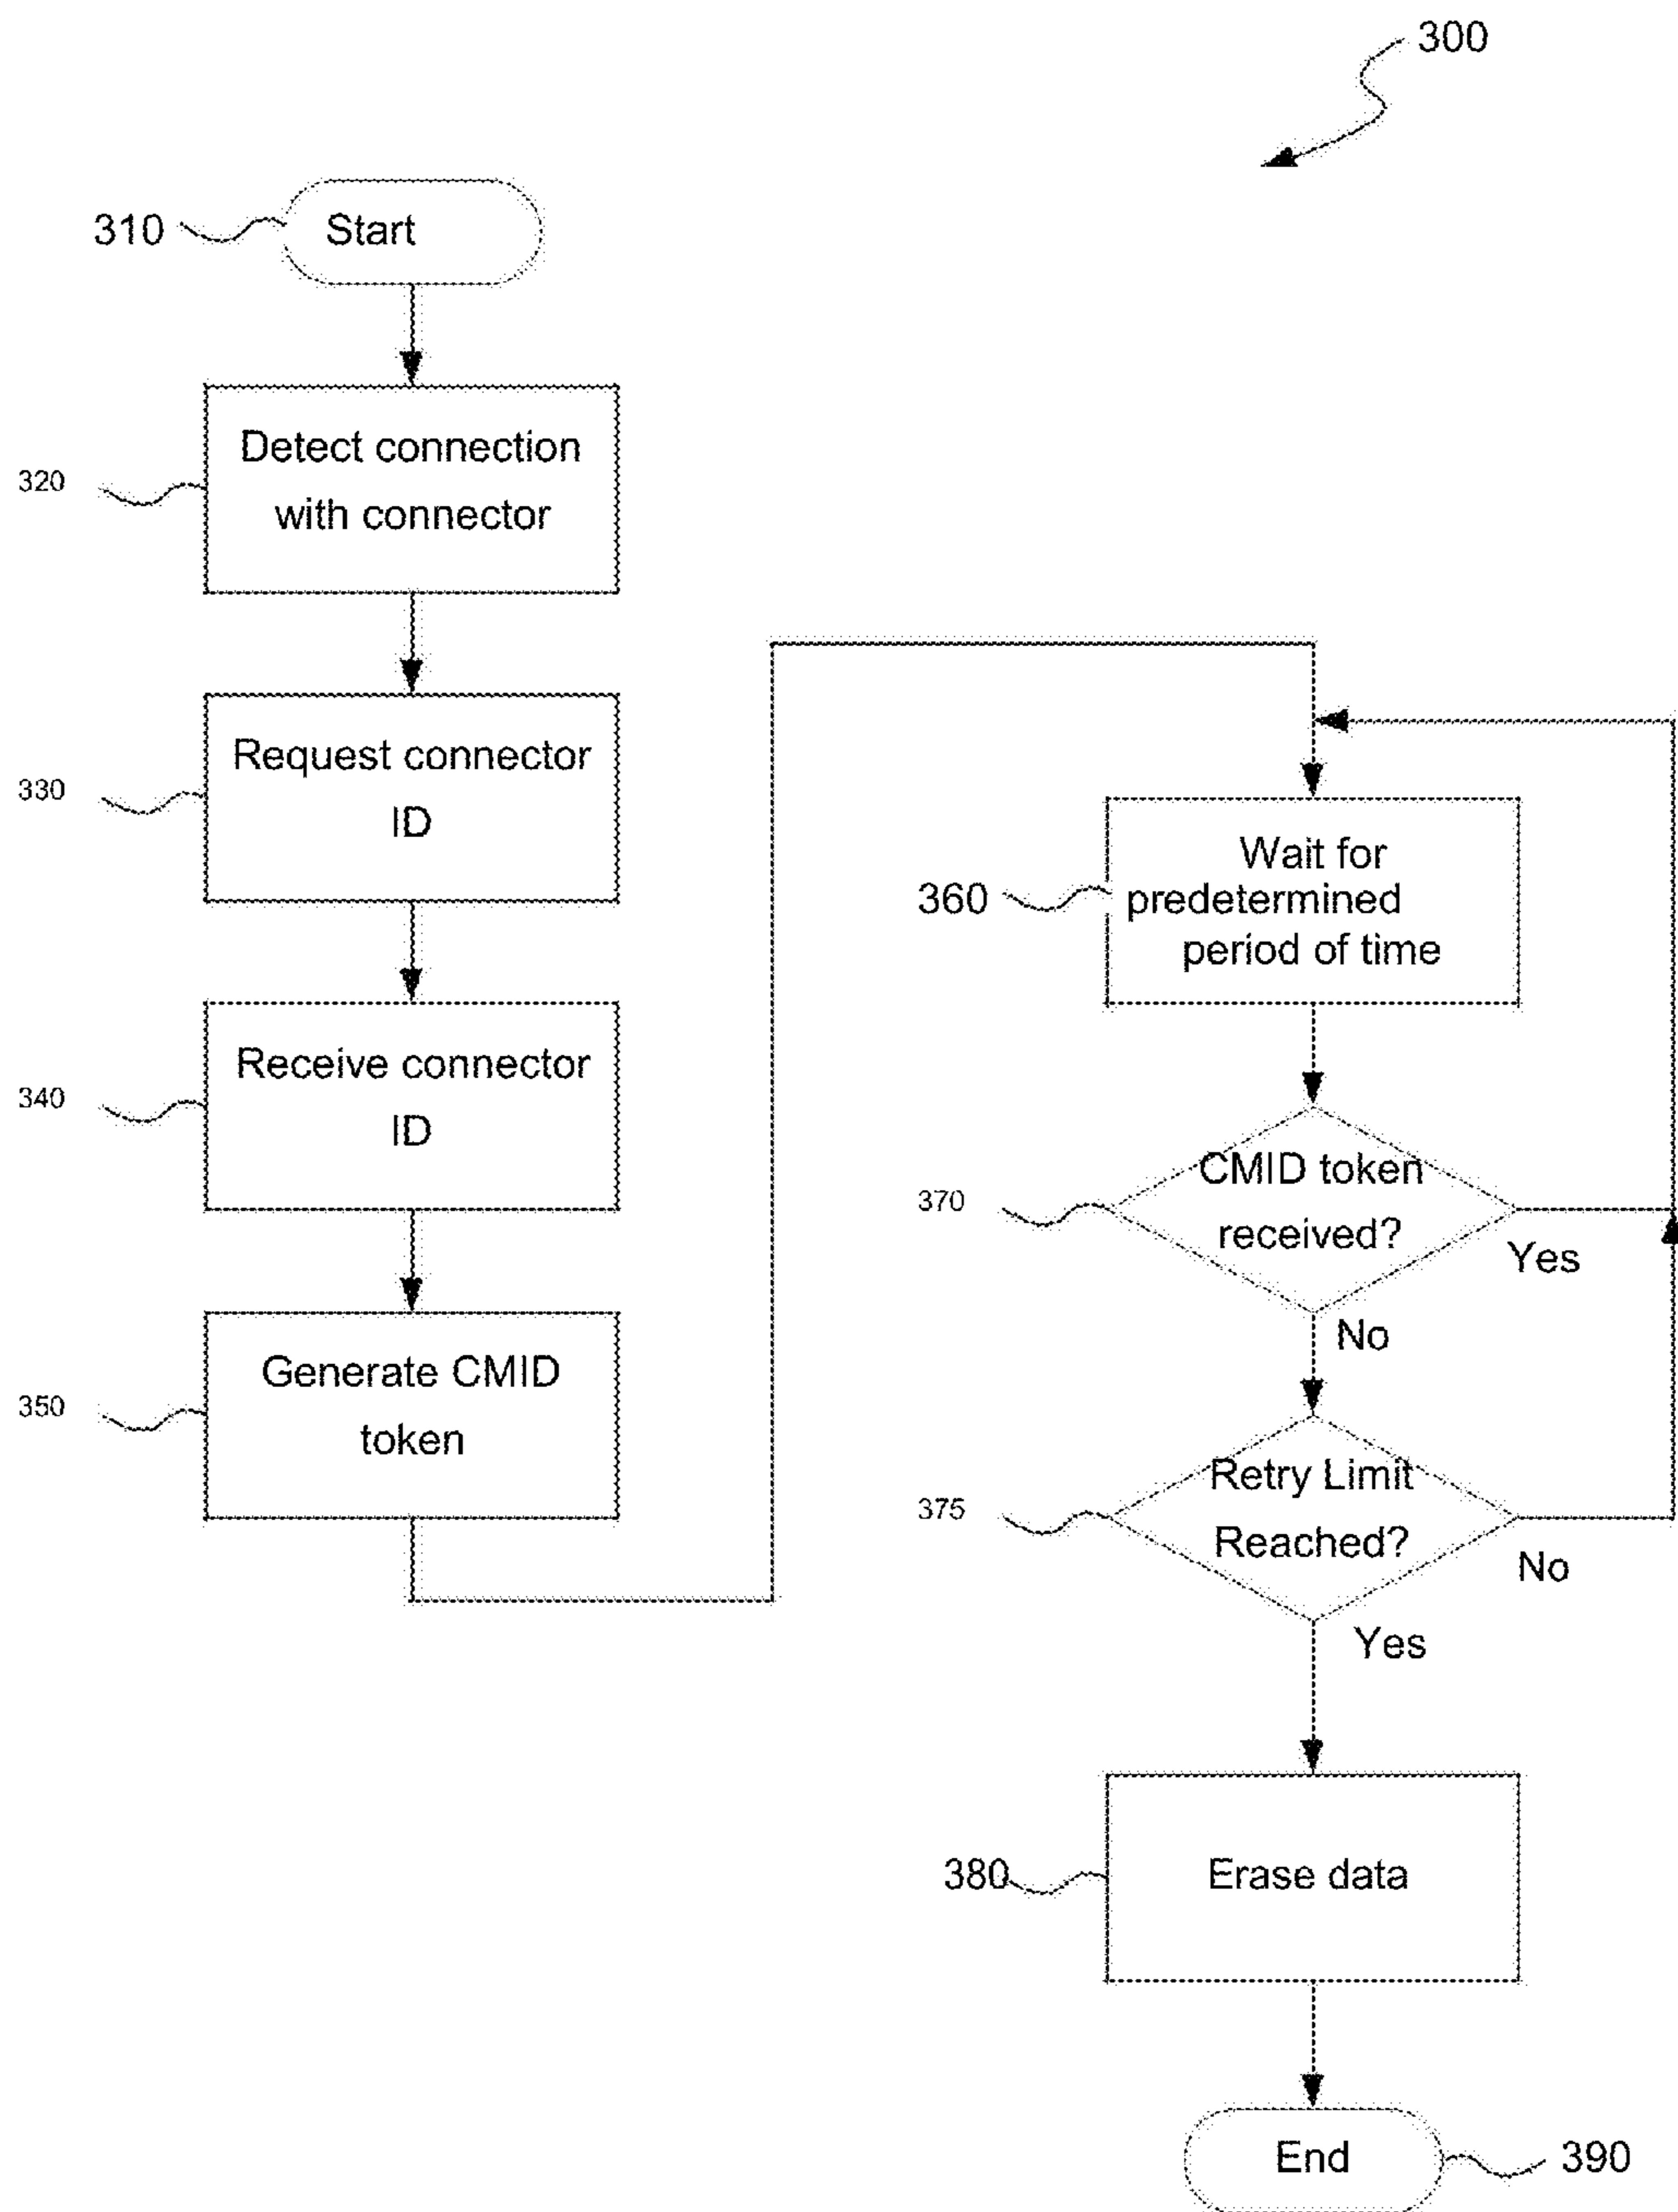 300
310
Start
320
Detect connection
with connector
330
Request connector
ID
340
Receive connector
ID
350
Generate CMID
token
360
Wait for
predetermined
period of time
370
CMID token
received?
Yes
No
375
Retry Limit
Reached?
No
Yes
380
Erase data
End
390